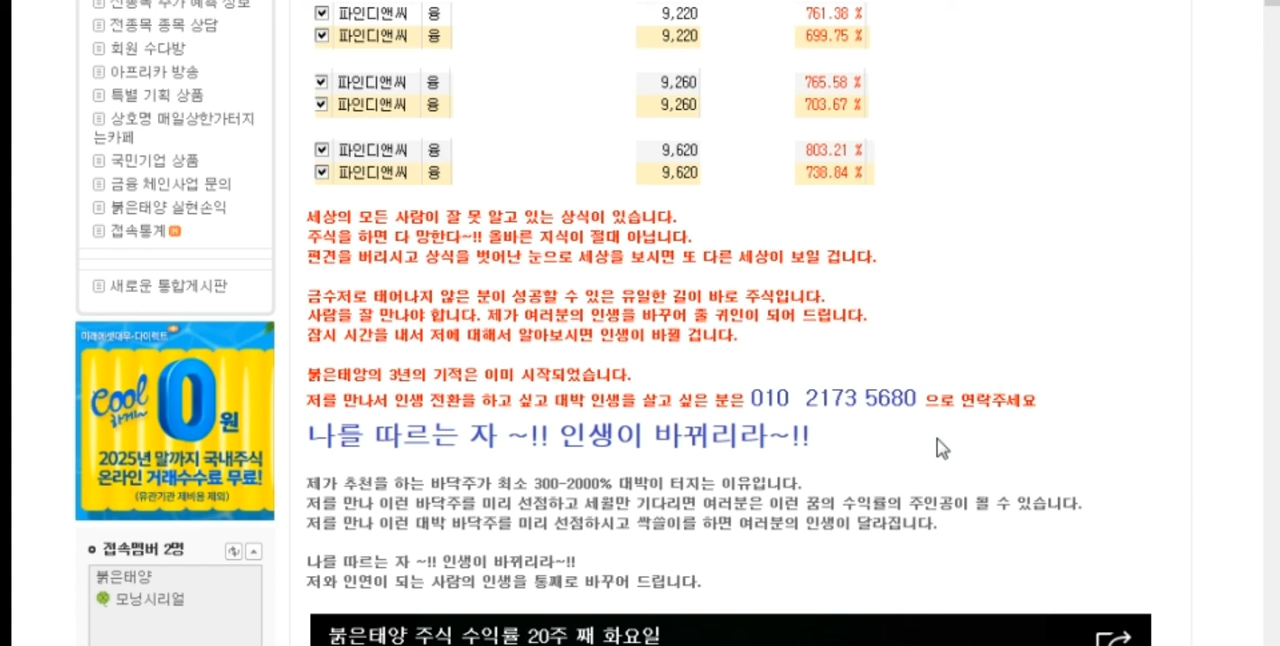 전종목 종목 상담
회원 수다방
아프리카 방송
특별 기획 상품
상호명 매일상한가터지
는카페
국민기업 상품
금융 체인사업 문의
붉은태양 실현손익
접속통계
새로운 통합게시판
미래에셋대우-다이렉트
Cool
하게~
0원
2025년 말까지 국내주식
온라인 거래수수료 무료!
(유관기관 제비용 제외)
접속멤버 2명
붉은태양
모닝시리얼
파인디앤씨 융 9,220 761.38 %
파인디앤씨 융 9,220 699.75 %
파인디앤씨 융 9,260 765.58 %
파인디앤씨 융 9,260 703.67 %
파인디앤씨 융 9,620 803.21 %
파인디앤씨 융 9,620 738.84 %
세상의 모든 사람이 잘 못 알고 있는 상식이 있습니다.
주식을 하면 다 망한다~!! 올바른 지식이 절대 아닙니다.
편견을 버리시고 상식을 벗어난 눈으로 세상을 보시면 또 다른 세상이 보일 겁니다.
금수저로 태어나지 않은 분이 성공할 수 있은 유일한 길이 바로 주식입니다.
사람을 잘 만나야 합니다. 제가 여러분의 인생을 바꾸어 줄 귀인이 되어 드립니다.
잠시 시간을 내서 저에 대해서 알아보시면 인생이 바뀔 겁니다.
붉은태양의 3년의 기적은 이미 시작되었습니다.
저를 만나서 인생 전환을 하고 싶고 대박 인생을 살고 싶은 분은 010 2173 5680 으로 연락주세요
나를 따르는 자 ~!! 인생이 바뀌리라~!!
제가 추천을 하는 바닥주가 최소 300-2000% 대박이 터지는 이유입니다.
저를 만나 이런 바닥주를 미리 선점하고 세월만 기다리면 여러분은 이런 꿈의 수익률의 주인공이 될 수 있습니다.
저를 만나 이런 대박 바닥주를 미리 선점하시고 싹쓸이를 하면 여러분의 인생이 달라집니다.
나를 따르는 자 ~!! 인생이 바뀌리라~!!
저와 인연이 되는 사람의 인생을 통째로 바꾸어 드립니다.
붉은태양 주식 수익률 20주 째 화요일